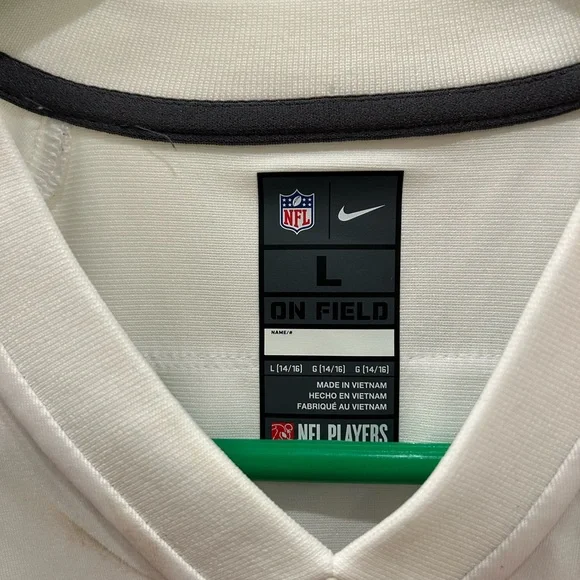 NFL
L
ON FIELD
NAME/#
L (14/16) G (14/16) G (14/16)
MADE IN VIETNAM
HECHO EN VIETNAM
FABRIQUÉ AU VIETNAM
NFL PLAYERS